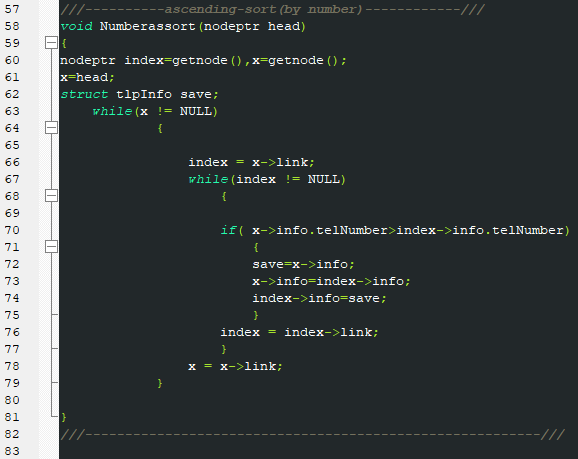 57 ///----------ascending-sort(by number)------------///
58 void Numberassort(nodeptr head)
59 {
60 nodeptr index=getnode(),x=getnode();
61 x=head;
62 struct tlpInfo save;
63 while(x != NULL)
64 {
65
66 index = x->link;
67 while(index != NULL)
68 {
69
70 if( x->info.telNumber>index->info.telNumber)
71 {
72 save=x->info;
73 x->info=index->info;
74 index->info=save;
75 }
76 index = index->link;
77 }
78 x = x->link;
79 }
80
81 }
82 ///---------------------------------------------------------///
83